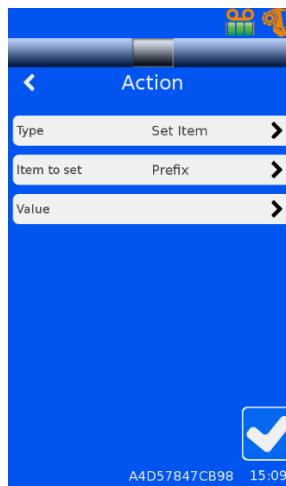 Action
Type Set Item
Item to set Prefix
Value
A4D57847CB98 15:09